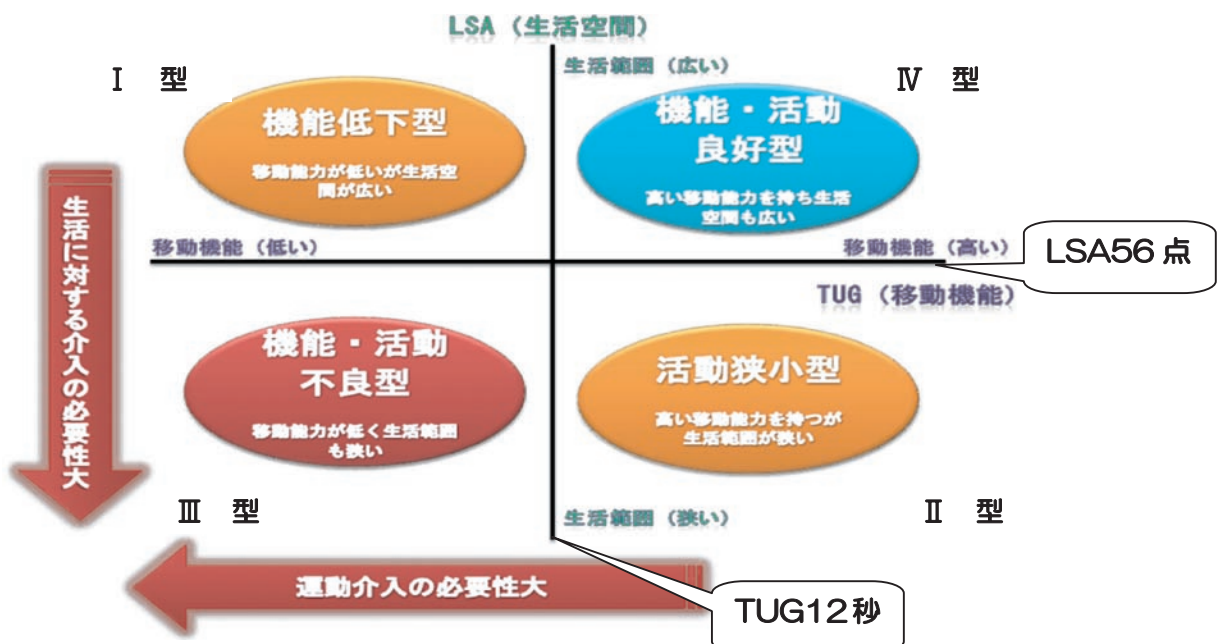 LSA（生活空間）
生活範囲（広い）
Ⅰ 型
Ⅳ 型
機能低下型
移動能力が低いが生活空
間が広い
機能・活動
良好型
高い移動能力を持ち生活
空間も広い
移動機能（低い）
移動機能（高い）
LSA56点
TUG（移動機能）
生活に対する介入の必要性大
機能・活動
不良型
移動能力が低く生活範囲
も狭い
活動狭小型
高い移動能力を持つが
生活範囲が狭い
Ⅲ 型
生活範囲（狭い）
Ⅱ 型
運動介入の必要性大
TUG12秒